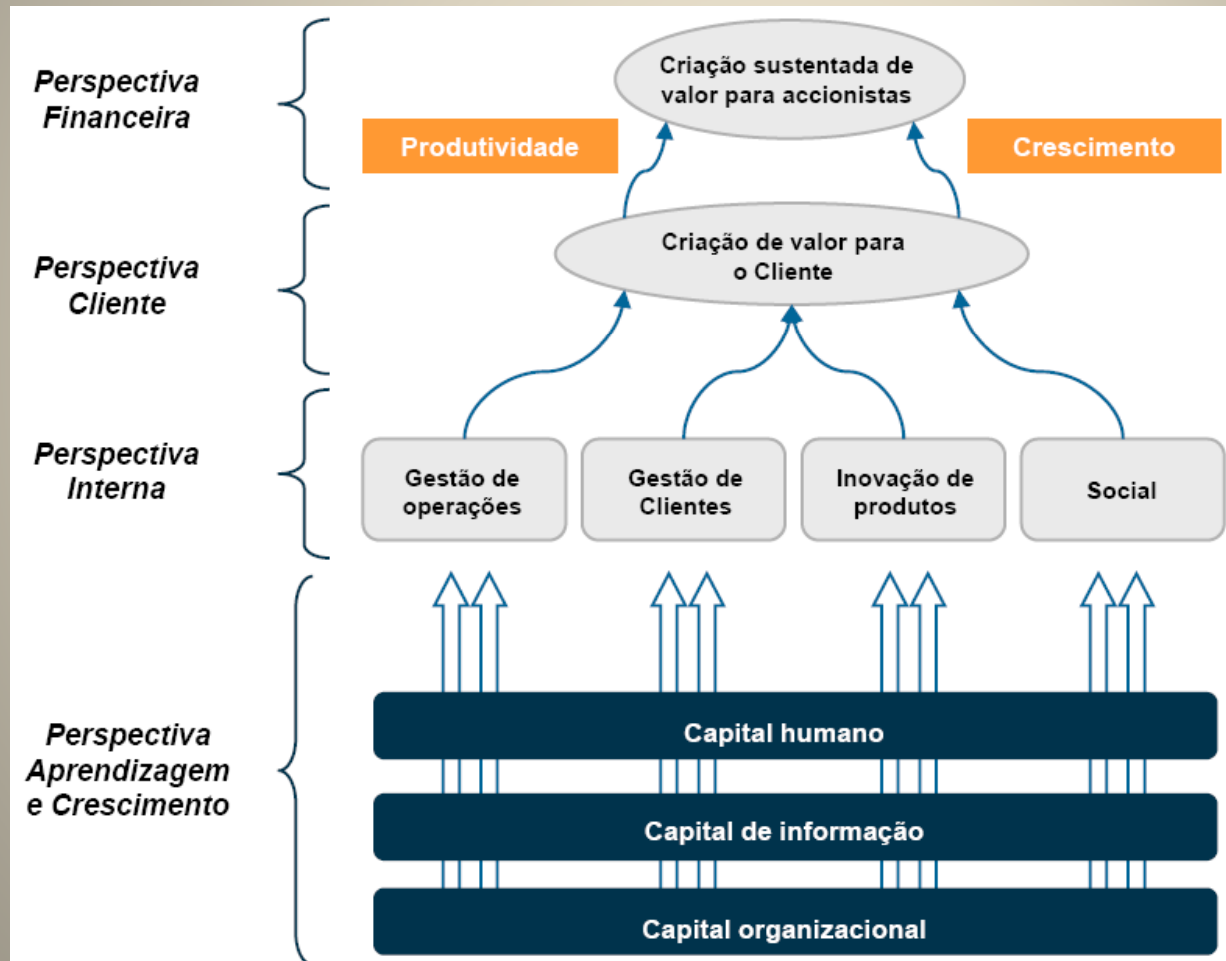 Perspectiva
Financeira
Criação sustentada de
valor para accionistas
Produtividade
Crescimento
Perspectiva
Cliente
Criação de valor para
o Cliente
Perspectiva
Interna
Gestão de
operações
Gestão de
Clientes
Inovação de
produtos
Social
Perspectiva
Aprendizagem
e Crescimento
Capital humano
Capital de informação
Capital organizacional